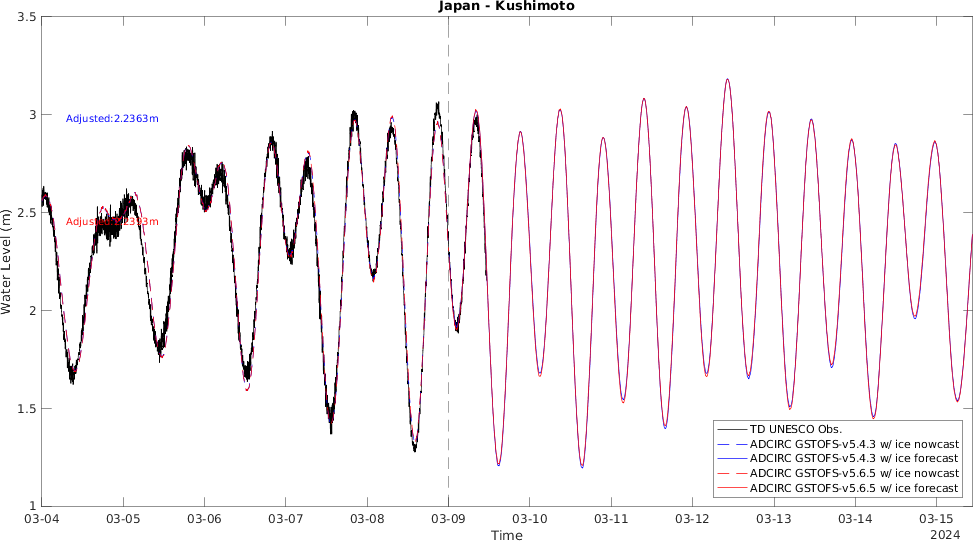 Japan - Kushimoto
3.5
3
2.5
2
1.5
1
Water Level (m)
Adjusted:2.2363m
Adjusted:2.2393m
TD UNESCO Obs.
ADCIRC GSTOFS-v5.4.3 w/ ice nowcast
ADCIRC GSTOFS-v5.4.3 w/ ice forecast
ADCIRC GSTOFS-v5.6.5 w/ ice nowcast
ADCIRC GSTOFS-v5.6.5 w/ ice forecast
03-04 03-05 03-06 03-07 03-08 03-09 03-10 03-11 03-12 03-13 03-14 03-15
Time
2024